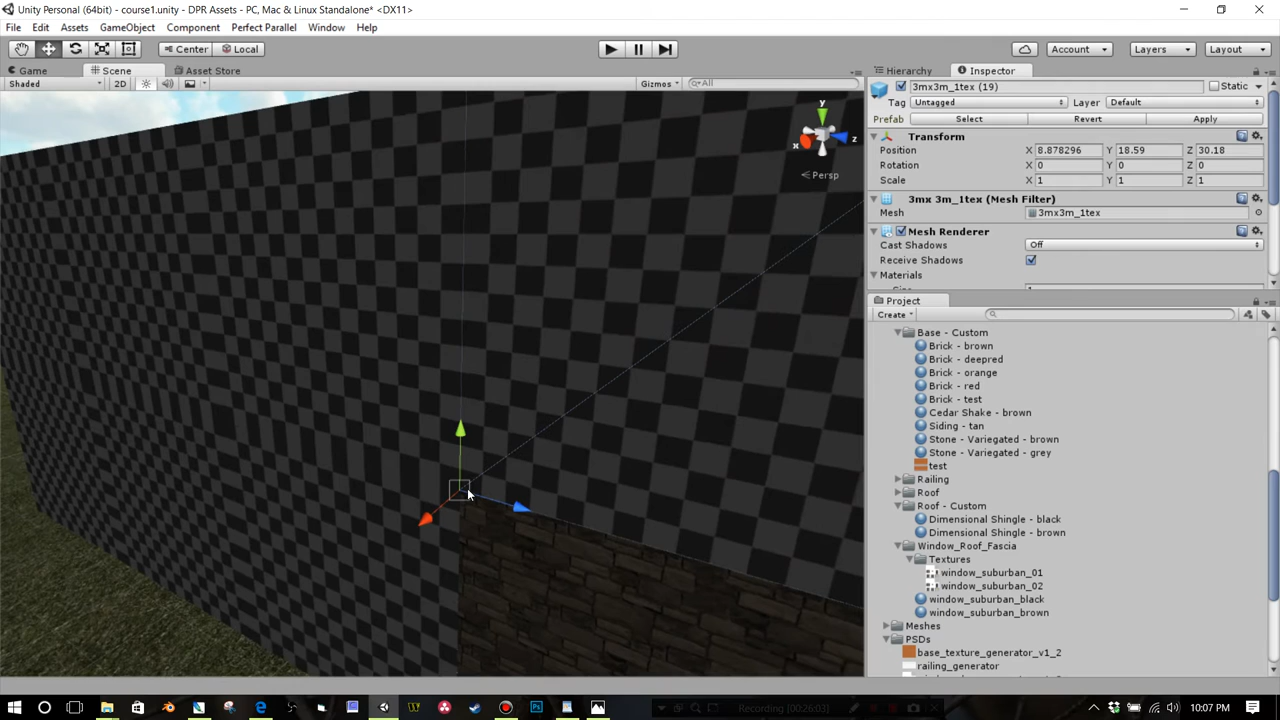 Unity Personal (64bit) - course1.unity - DPR Assets - PC, Mac & Linux Standalone* <DX11>
File Edit Assets GameObject Component Perfect Parallel Window Help
Center Local Account Layers Layout
Game Scene Asset Store Hierarchy Inspector
Shaded 2D Gizmos All
3mx3m_1tex (19) Static
Tag Untagged Layer Default
Prefab Select Revert Apply
Transform
Position X 8.878296 Y 18.59 Z 30.18
Rotation X 0 Y 0 Z 0
Scale X 1 Y 1 Z 1
3mx 3m_1tex (Mesh Filter)
Mesh 3mx3m_1tex
Mesh Renderer
Cast Shadows Off
Receive Shadows
Materials
y
x
z
Persp
Project
Create
Base - Custom
Brick - brown
Brick - deepred
Brick - orange
Brick - red
Brick - test
Cedar Shake - brown
Siding - tan
Stone - Variegated - brown
Stone - Variegated - grey
test
Railing
Roof
Roof - Custom
Dimensional Shingle - black
Dimensional Shingle - brown
Window_Roof_Fascia
Textures
window_suburban_01
window_suburban_02
window_suburban_black
window_suburban_brown
Meshes
PSDs
base_texture_generator_v1_2
railing_generator
Recording [00:26:03]
10:07 PM